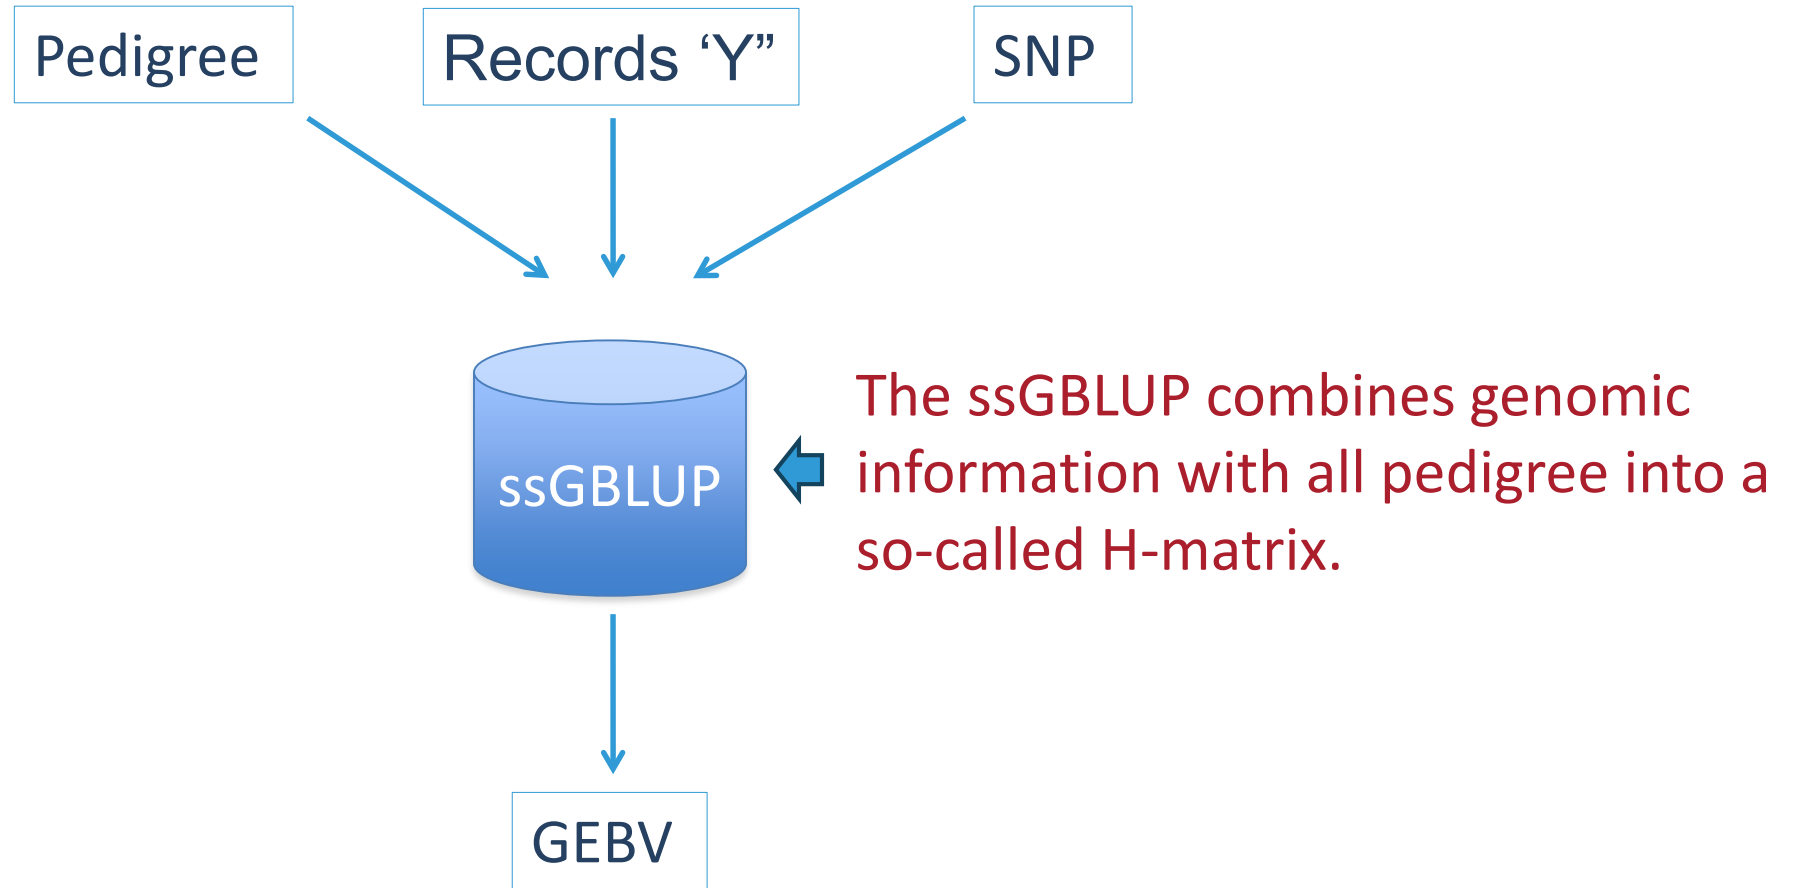 Pedigree
Records ‘Y”
SNP
ssGBLUP
The ssGBLUP combines genomic
information with all pedigree into a
so-called H-matrix.
GEBV